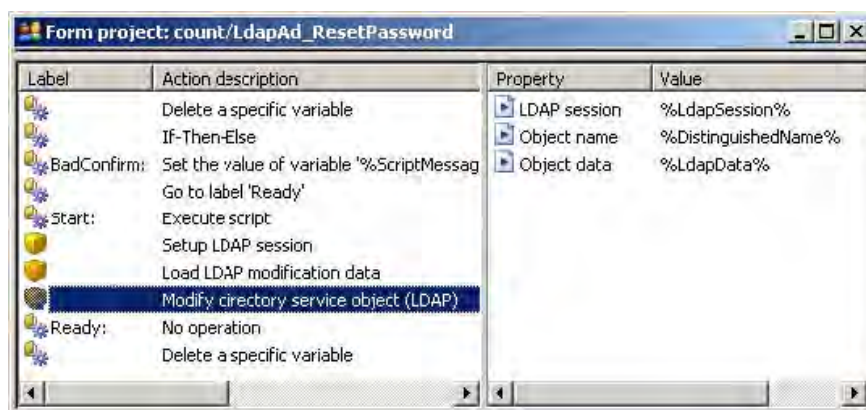 Form project: count/LdapAd_ResetPassword
Label Action description Property Value
Delete a specific variable LDAP session %LdapSession%
If-Then-Else Object name %DistinguishedName%
BadConfirm: Set the value of variable '%ScriptMessag Object data %LdapData%
Go to label 'Ready'
Start: Execute script
Setup LDAP session
Load LDAP modification data
Modify cirectory service object (LDAP)
Ready: No operation
Delete a specific variable